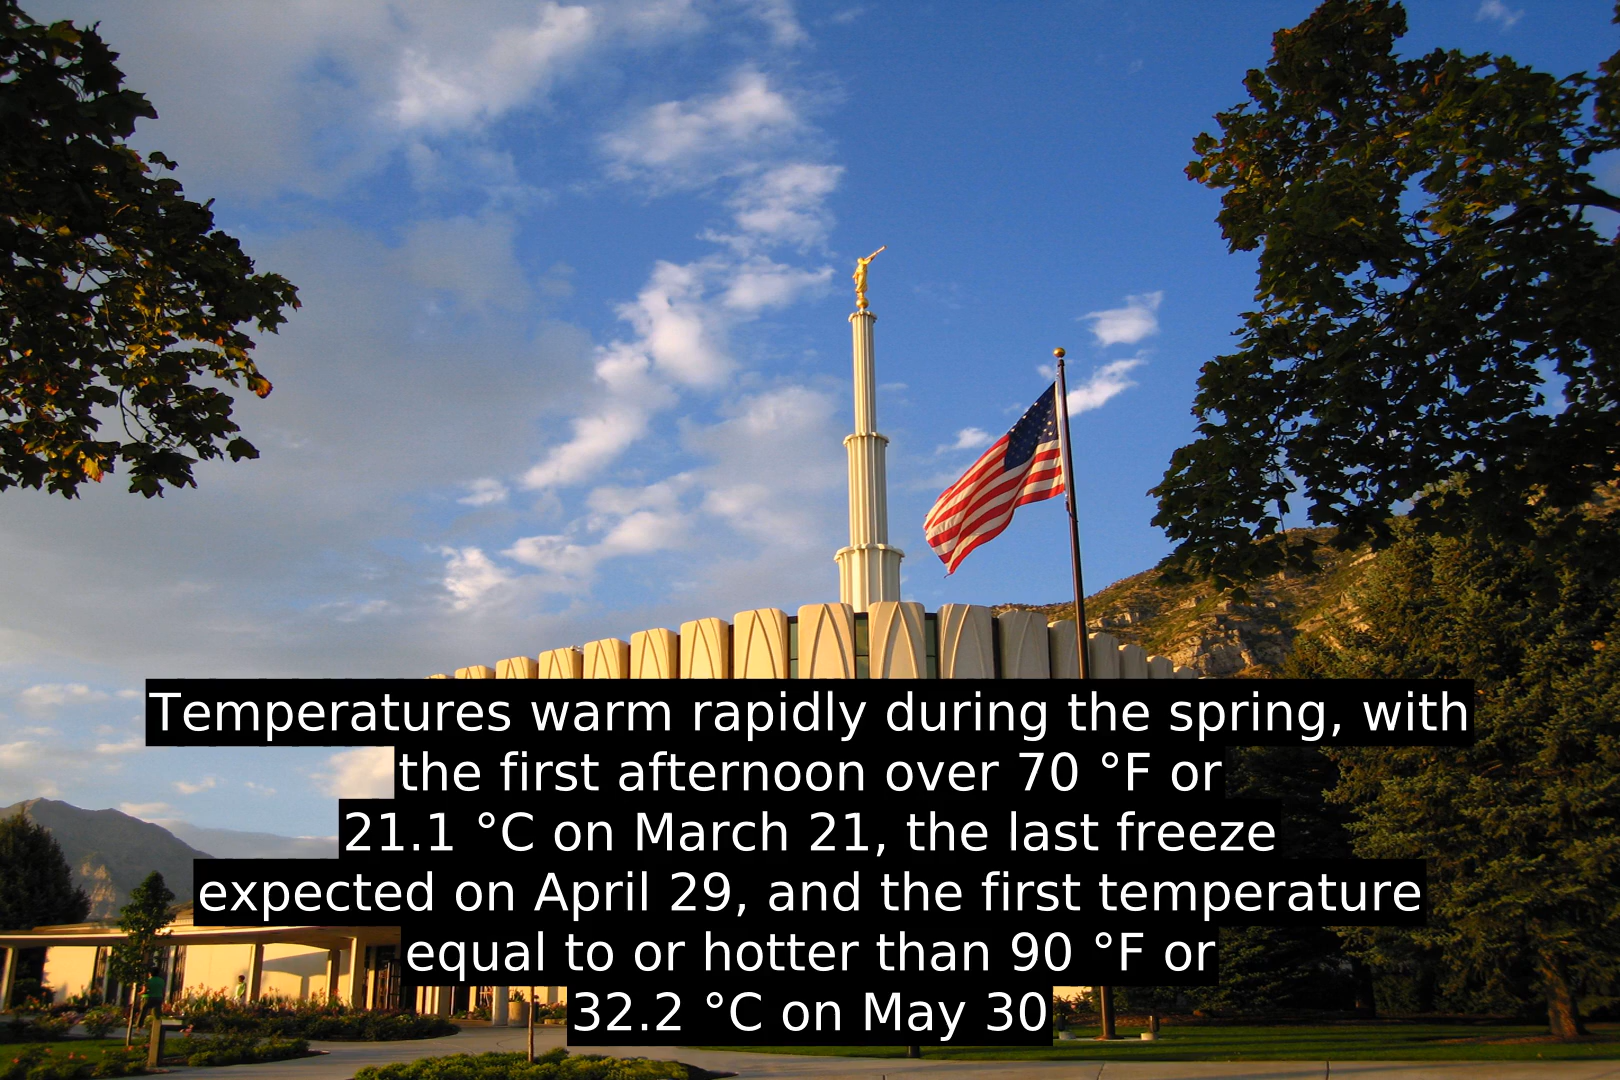 Temperatures warm rapidly during the spring, with
the first afternoon over 70 °F or
21.1 °C on March 21, the last freeze
expected on April 29, and the first temperature
equal to or hotter than 90 °F or
32.2 °C on May 30